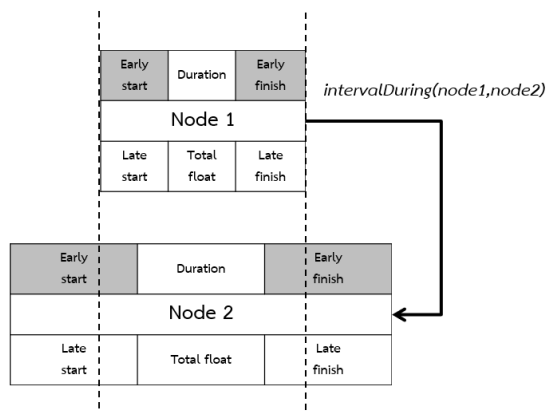 Early Duration Early
start finish
intervalDuring(node1,node2)
Node 1
Late Total Late
start float finish
Early Duration Early
start finish
Node 2
Late Total float Late
start finish